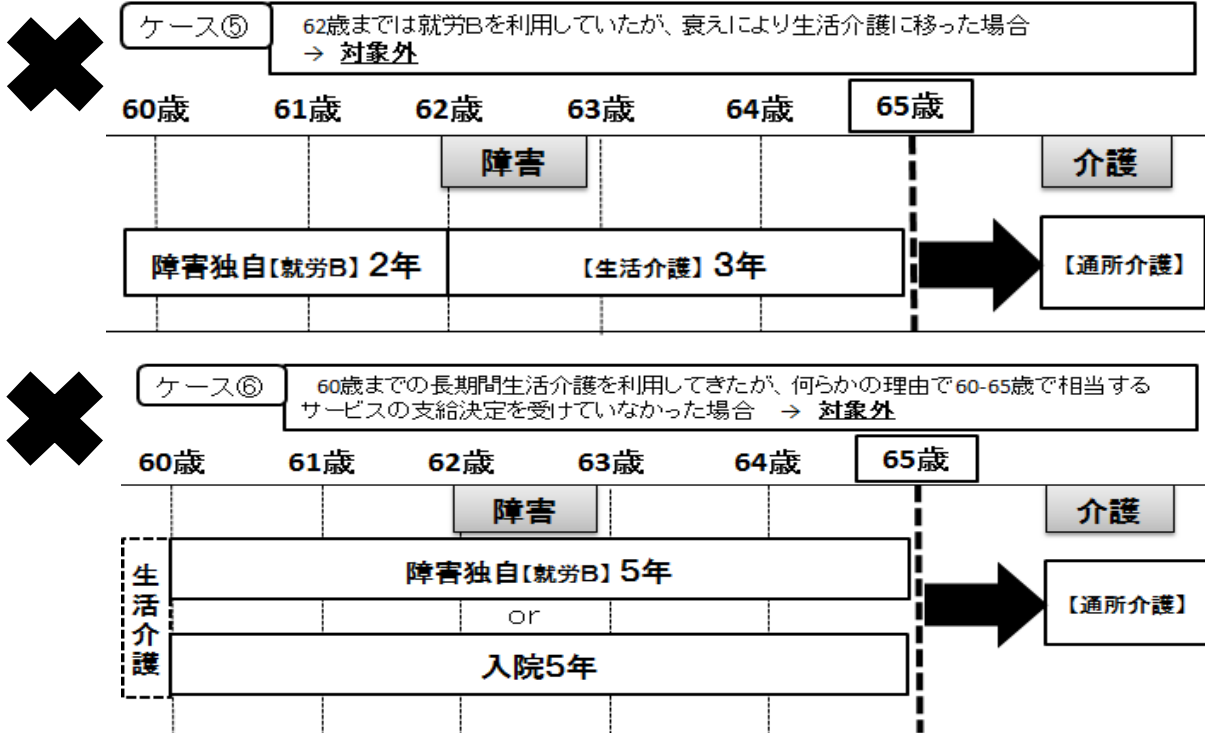 ケース⑤
62歳までは就労Bを利用していたが、衰えにより生活介護に移った場合
→ 対象外
60歳 61歳 62歳 63歳 64歳 65歳
障害 介護
障害独自【就労B】2年 【生活介護】3年 【通所介護】
ケース⑥
60歳までの長期間生活介護を利用してきたが、何らかの理由で60-65歳で相当する
サービスの支給決定を受けていなかった場合 → 対象外
60歳 61歳 62歳 63歳 64歳 65歳
障害 介護
生活介護
障害独自【就労B】5年
or
入院5年
【通所介護】